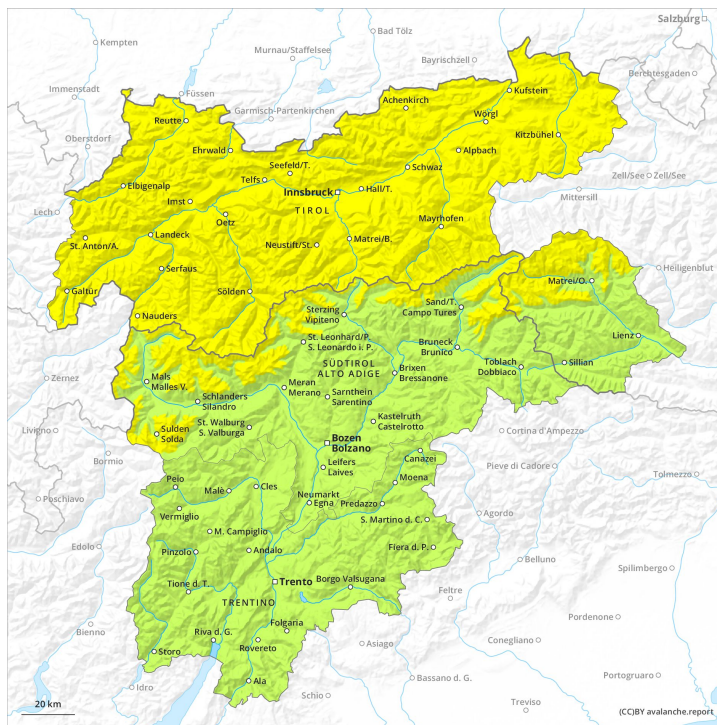 Salzburg
Kempten
Bad Tölz
Murnau/Staffelsee
Bayrischzell
Berchtesgaden
Immenstadt
Füssen
Garmisch-Partenkirchen
Achenkirch
Kufstein
Reutte
Wörgl
Kitzbühel
Oberstdorf
Ehrwald
Alpbach
Seefeld/T.
Schwaz
Zell/See
Zell/See
Elbigenalp
Telfs
Innsbruck
Hall/T.
Mittersill
Imst
TIROL
Lech
Oetz
Mayrhofen
St. Anton/A.
Landeck
Neustift/St.
Matrei/B.
Serfaus
Heiligenblut
Galtür
Sölden
Matrei/O.
Nauders
Sterzing
Vipiteno
Sand/T.
Campo Tures
Lienz
St. Leonhard/P.
S. Leonardo i. P.
Bruneck
Brunico
SÜDTIROL
ALTO ADIGE
Toblach
Dobbiaco
Sillian
Zernez
Mals
Malles V.
Meran
Merano
Brixen
Bressanone
Schlanders
Silandro
Sarnthein
Sarentino
St. Walburg
S. Valburga
Kastelruth
Castelrotto
Livigno
Sulden
Solda
Cortina d'Ampezzo
Bozen
Bolzano
Bormio
Canazei
Pieve di Cadore
Leifers
Laives
Tolmezzo
Poschiavo
Peio
Malè
Cles
Moena
Neumarkt
Egna
Predazzo
Vermiglio
Agordo
S. Martino d. C.
M. Campiglio
Edolo
Pinzolo
Andalo
Fiera d. P.
Belluno
Spilimbergo
Trento
Tione d. T.
Borgo Valsugana
Feltre
TRENTINO
Pordenone
Bienno
Folgaria
Riva d. G.
Conegliano
Storo
Rovereto
Asiago
Portogruaro
Idro
Ala
Bassano d. G.
Schio
Treviso
20 km
(CC)BY avalanche.report